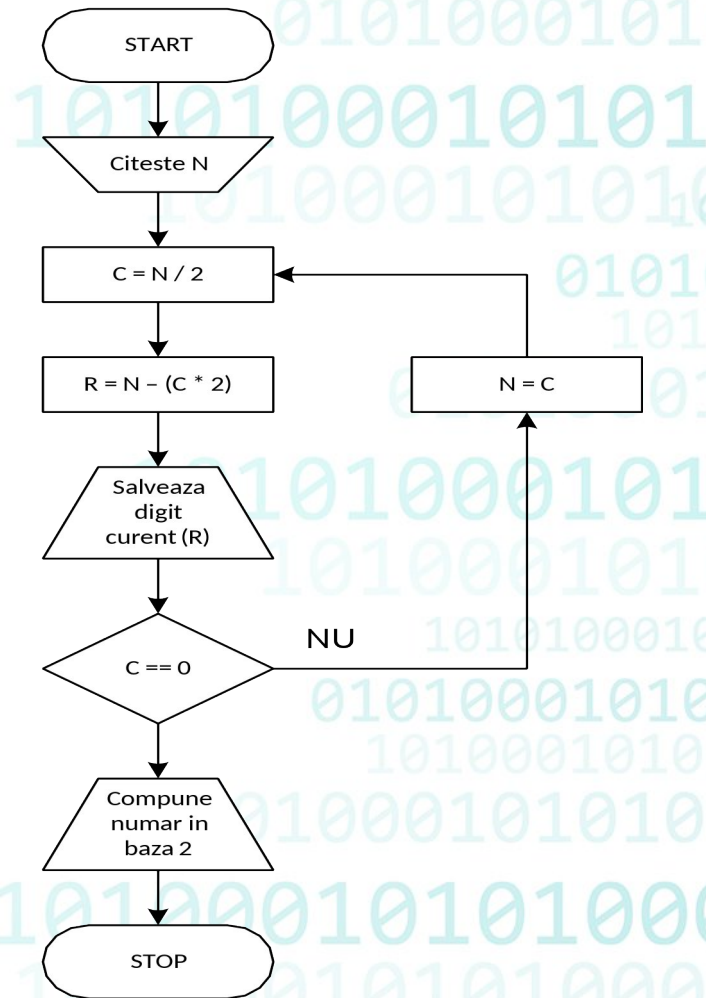 START
Citeste N
C = N / 2
R = N – (C * 2)
N = C
Salveaza
digit
curent (R)
NU
C == 0
Compune
numar in
baza 2
STOP